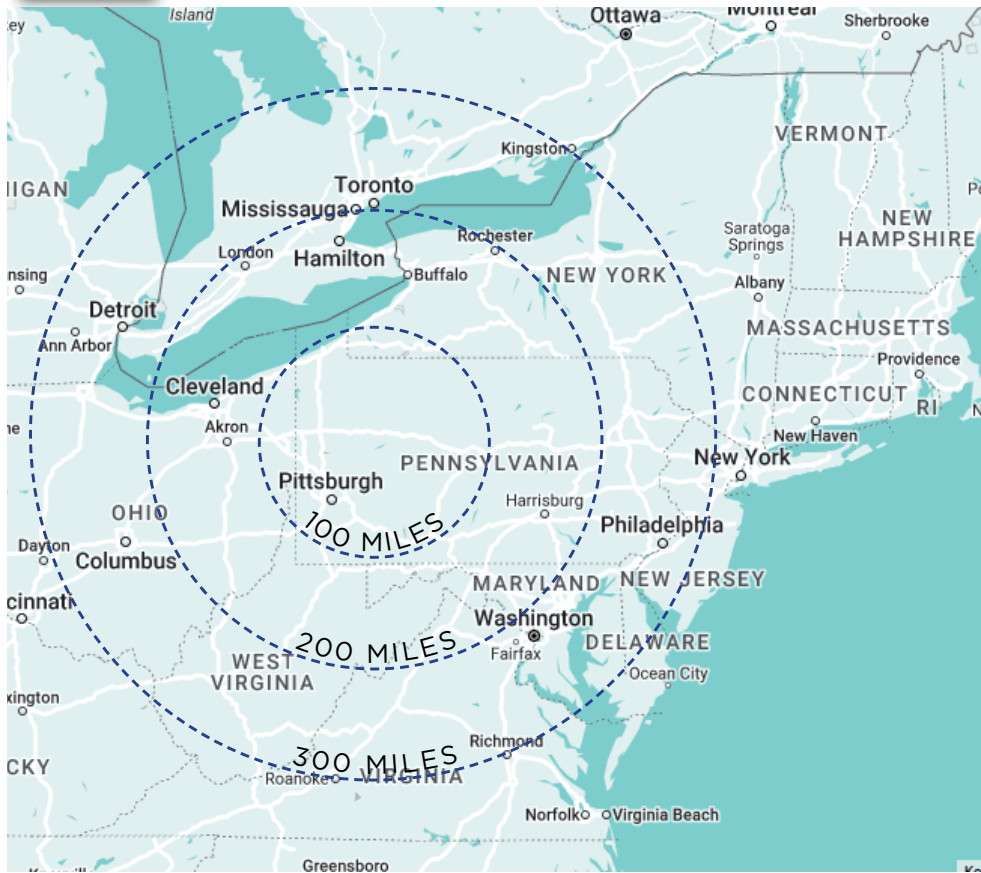 Island
Ottawa
Montreal
Sherbrooke
Kingston
VERMONT
Toronto
Mississauga
Hamilton
London
Rochester
Buffalo
NEW YORK
Saratoga
Springs
NEW
HAMPSHIRE
Albany
Detroit
Ann Arbor
MASSACHUSETTS
Providence
Cleveland
CONNECTICUT
RI
Akron
New Haven
New York
PENNSYLVANIA
Pittsburgh
Harrisburg
OHIO
100 MILES
Philadelphia
Dayton
Columbus
MARYLAND
NEW JERSEY
cinnati
Washington
200 MILES
Fairfax
DELAWARE
WEST
VIRGINIA
Ocean City
xington
Richmond
300 MILES
CKY
Roanoke
VIRGINIA
Norfolk
Virginia Beach
Greensboro